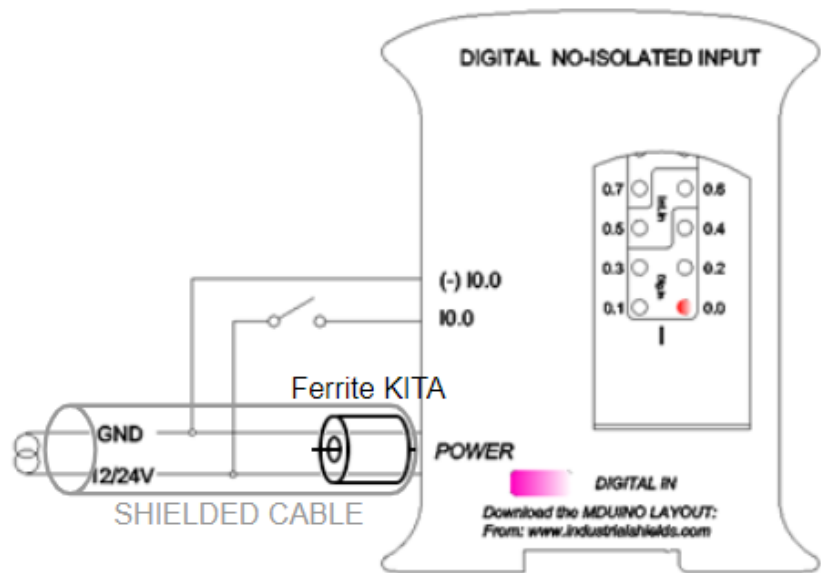 DIGITAL NO-ISOLATED INPUT
0.7 0.6
0.5 0.4
0.3 0.2
0.1 0.0
I
(-) I0.0
I0.0
Ferrite KITA
GND
12/24V
SHIELDED CABLE
POWER
DIGITAL IN
Download the MDUINO LAYOUT:
From: www.industrialshields.com